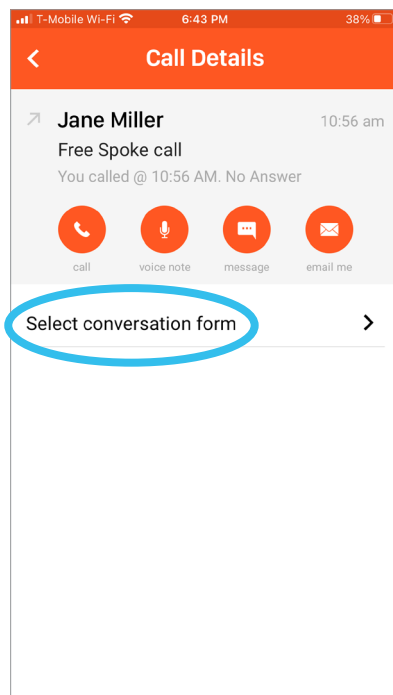 T-Mobile Wi-Fi 6:43 PM 38%
Call Details
Jane Miller 10:56 am
Free Spoke call
You called @ 10:56 AM. No Answer
call voice note message email me
Select conversation form